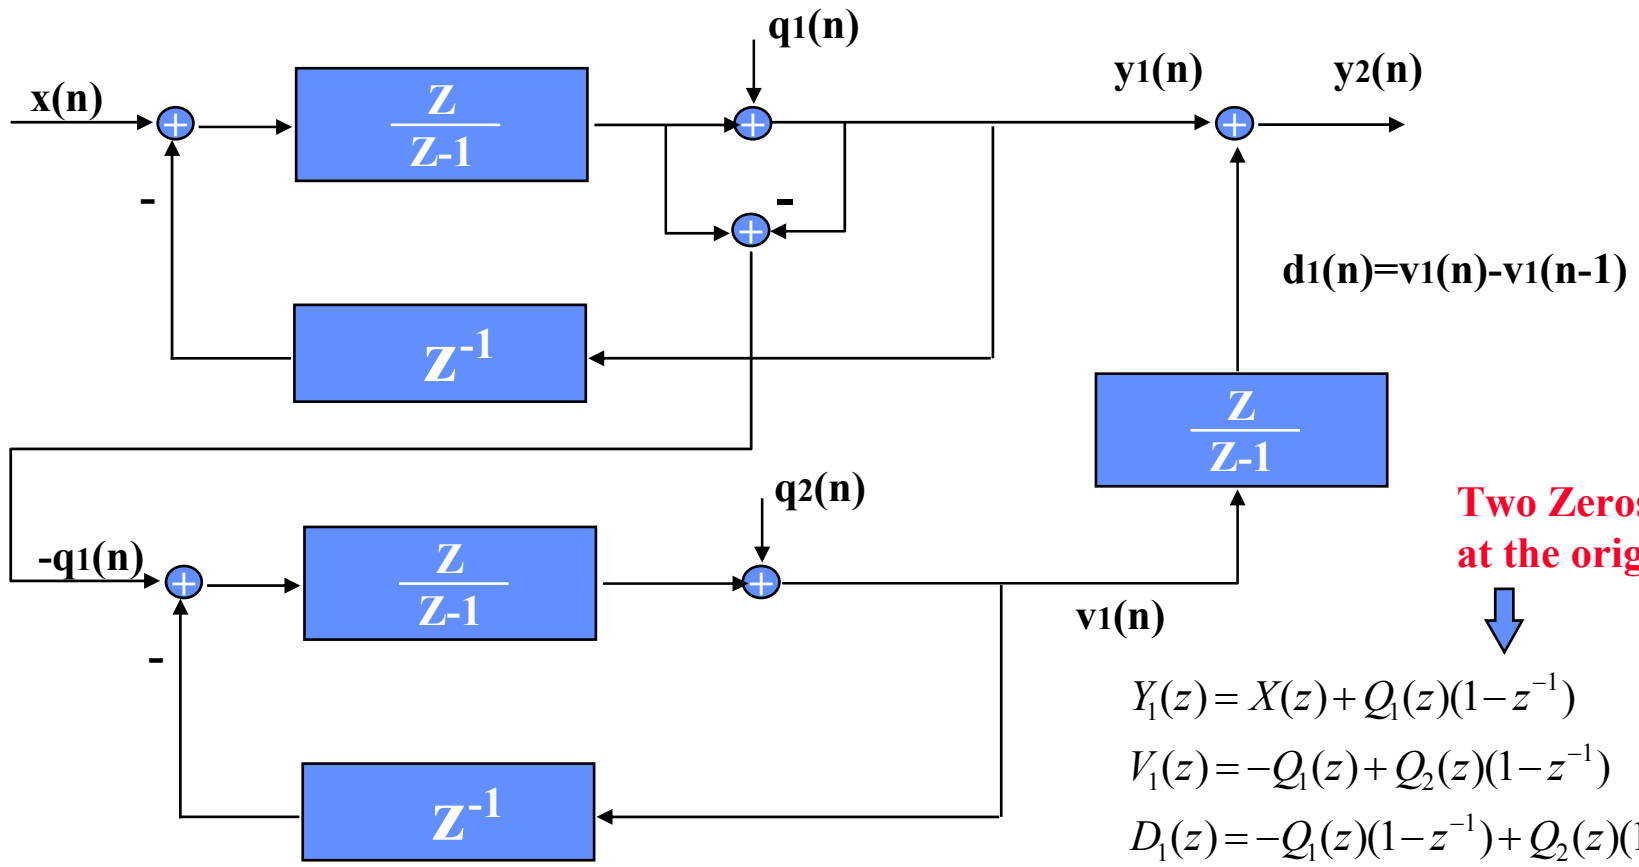 q1(n)
x(n)
y1(n)
y2(n)
+
Z
Z-1
+
+
-
-
+
d1(n)=v1(n)-v1(n-1)
z-1
Z
Z-1
q2(n)
Two Zeros
at the orig
-q1(n)
+
Z
Z-1
+
v1(n)
-
Y1(z) = X(z) + Q1(z)(1 − z−1)
V1(z) = −Q1(z) + Q2(z)(1 − z−1)
z-1
D1(z) = −Q1(z)(1 − z−1) + Q2(z)(1